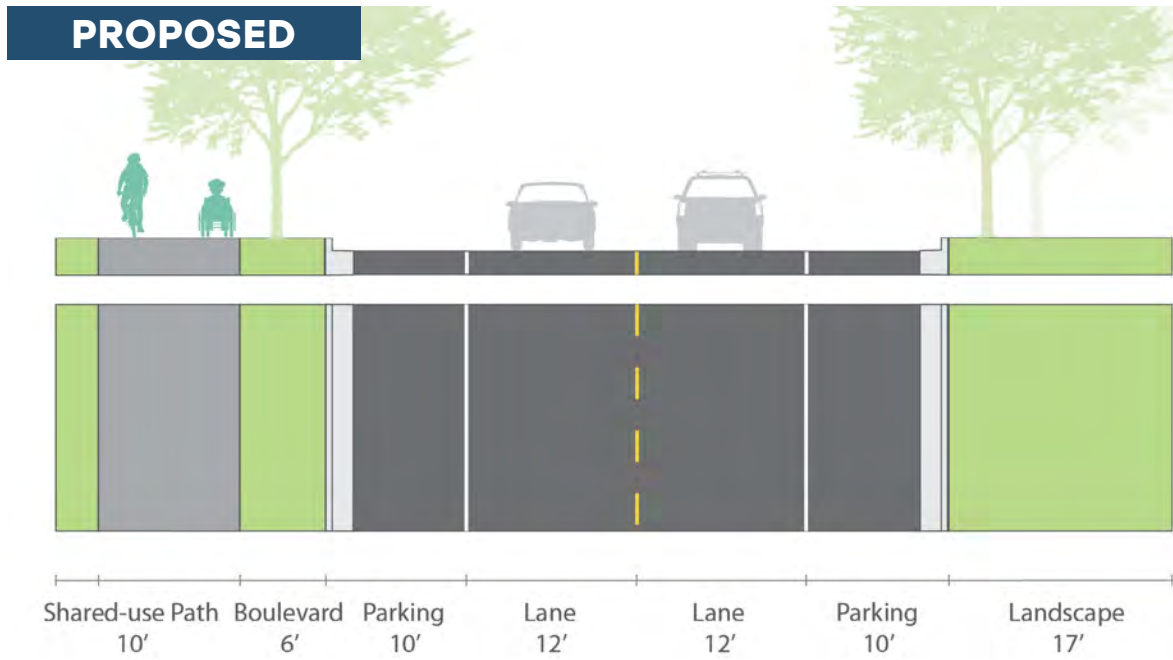 PROPOSED
Shared-use Path Boulevard Parking Lane Lane Parking Landscape
10′ 6′ 10′ 12′ 12′ 10′ 17′